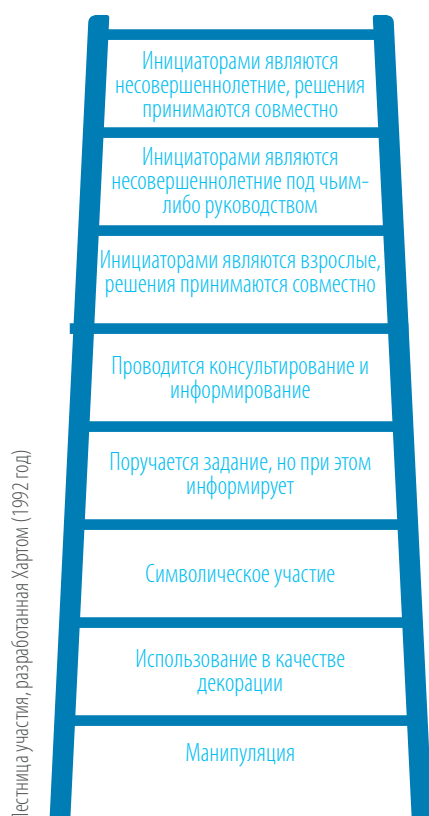 Инициаторами являются
несовершеннолетние, решения
принимаются совместно
Инициаторами являются
несовершеннолетние под чьим-
либо руководством
Инициаторами являются взрослые,
решения принимаются совместно
Проводится консультирование и
информирование
Поручается задание, но при этом
информирует
Символическое участие
Использование в качестве
декорации
Манипуляция
участия, разработанная Хартом (1992 год)